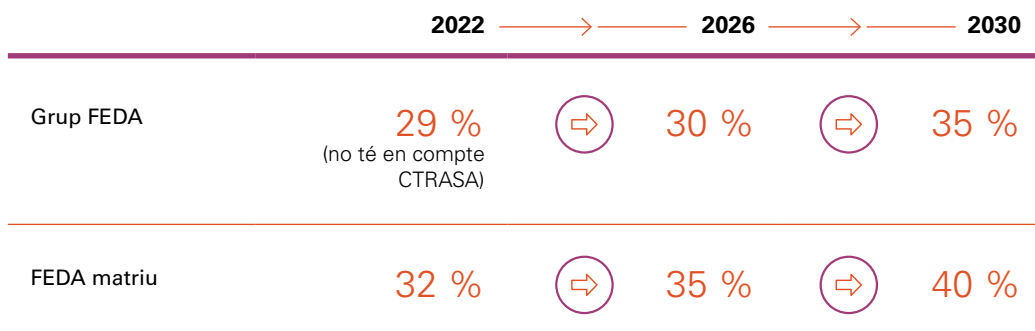 2022 2026 2030
Grup FEDA 29 % 30 % 35 %
(no té en compte
CTRASA)
FEDA matriu 32 % 35 % 40 %